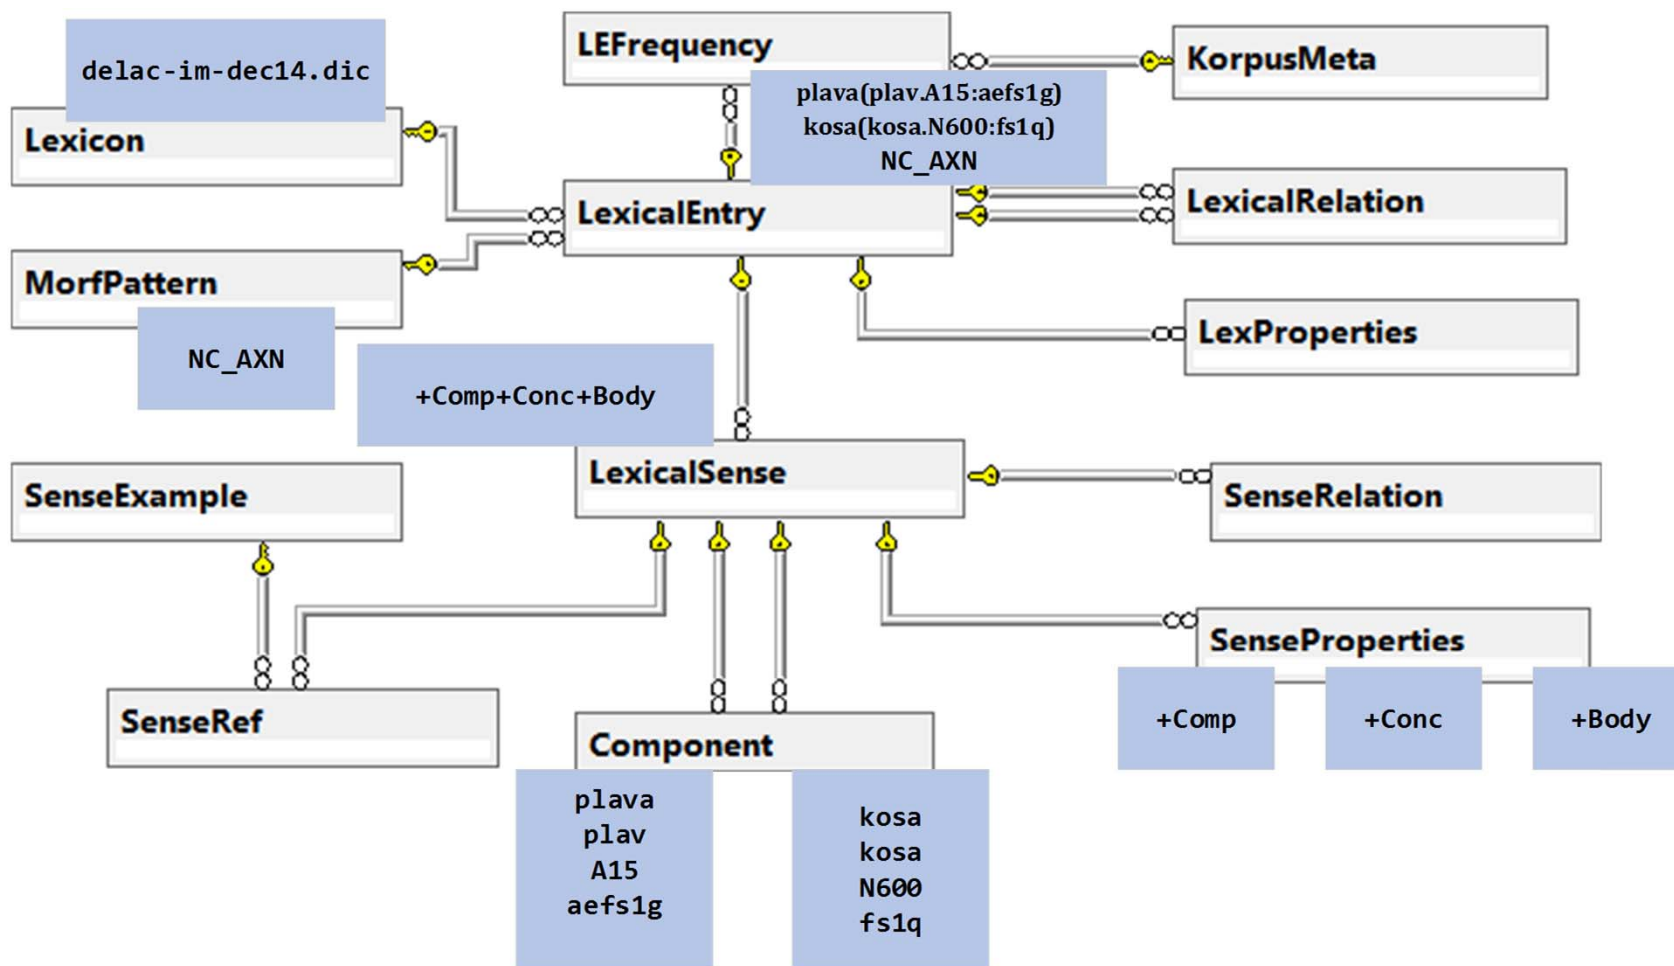 LEFrequency
delac-im-dec14.dic
KorpusMeta
plava(plav.A15:aefs1g)
kosa(kosa.N600:fs1q)
NC_AXN
Lexicon
LexicalEntry
LexicalRelation
MorfPattern
NC_AXN
LexProperties
+Comp+Conc+Body
LexicalSense
SenseExample
SenseRelation
SenseProperties
+Comp
+Conc
+Body
SenseRef
Component
plava
plav
A15
aefs1g
kosa
kosa
N600
fs1q